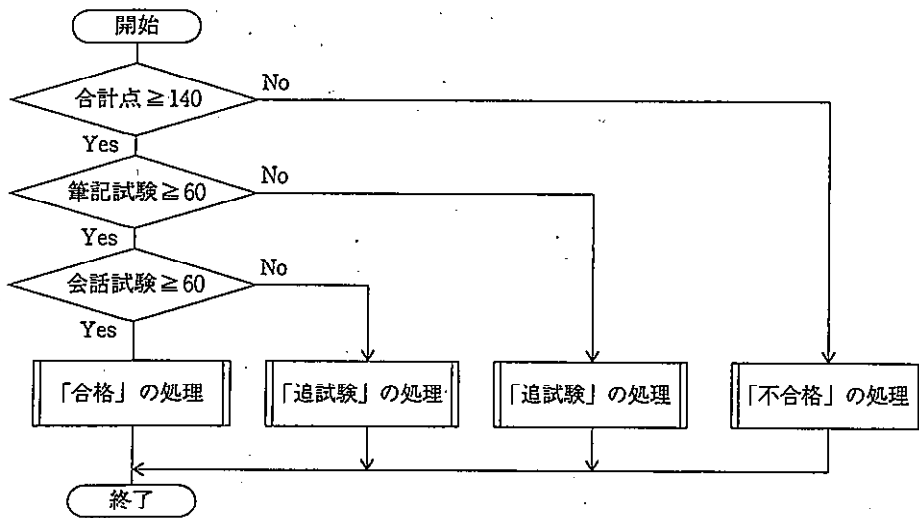 開始
合計点≧140
No
Yes
筆記試験≧60
No
Yes
会話試験≧60
No
Yes
「合格」の処理
「追試験」の処理
「追試験」の処理
「不合格」の処理
終了